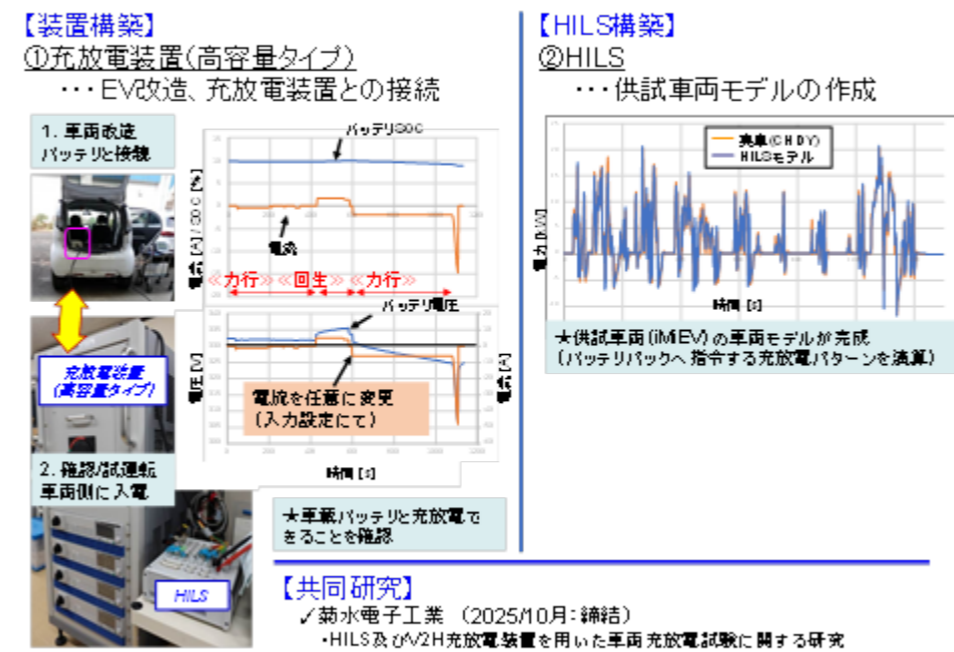 【装置構築】
①充放電装置(高容量タイプ)
･･･EV改造、充放電装置との接続
1. 車両改造
バッテリと接続
バッテリSOC
電流 [A] / SOC [%]
電流
≪力行≫≪回生≫≪力行≫
バッテリ電圧
電圧 [V]
電流 [A]
電流を任意に変更
(入力設定にて)
時間 [s]
充放電装置
(高容量タイプ)
2. 確認/試運転
車両側に入電
HILS
★車載バッテリと充放電で
きることを確認
【HILS構築】
②HILS
･･･供試車両モデルの作成
実車(CHDY)
HILSモデル
電力 [kW]
時間 [s]
★供試車両(iMiEV)の車両モデルが完成
(バッテリパックへ指令する充放電パターンを演算)
【共同研究】
✓菊水電子工業 (2025/10月:締結)
･HILS及びV2H充放電装置を用いた車両充放電試験に関する研究